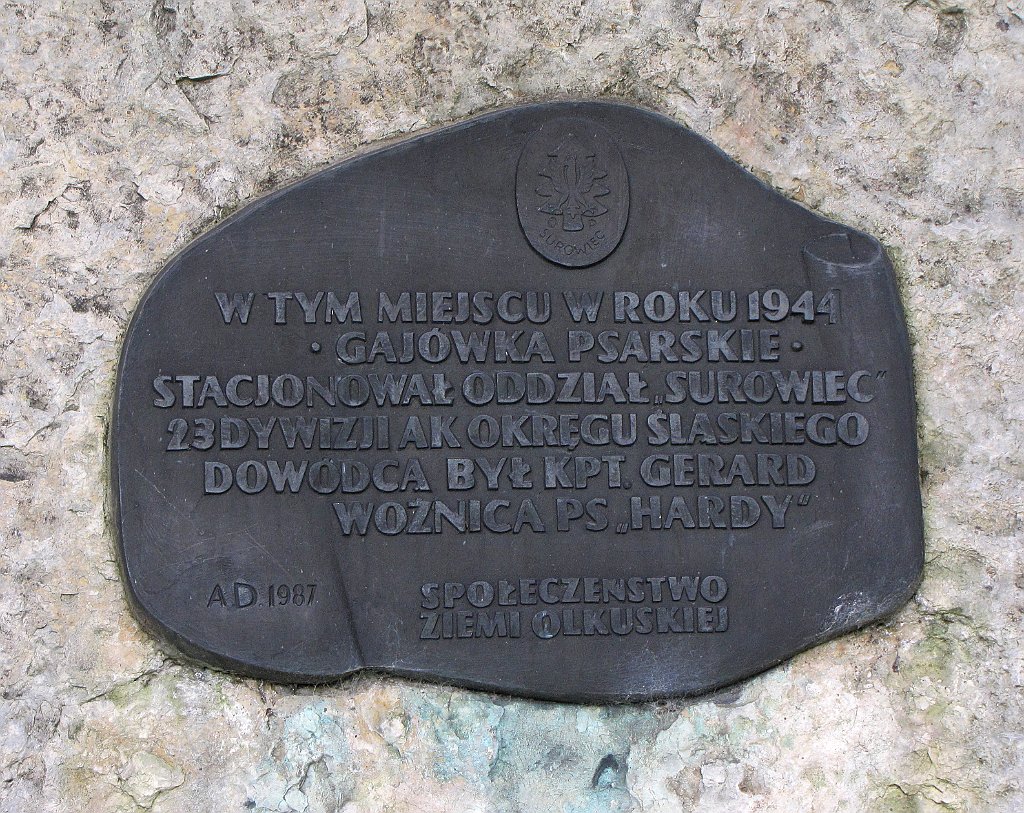 SUROWIEC
W TYM MIEJSCU W ROKU 1944
· GAJÓWKA PSARSKIE ·
STACJONOWAŁ ODDZIAŁ „SUROWIEC”
23 DYWIZJI AK OKRĘGU ŚLĄSKIEGO
DOWÓDCĄ BYŁ KPT. GERARD
WOŹNICA PS „HARDY”
A D. 1987
SPOŁECZEŃSTWO
ZIEMI OLKUSKIEJ